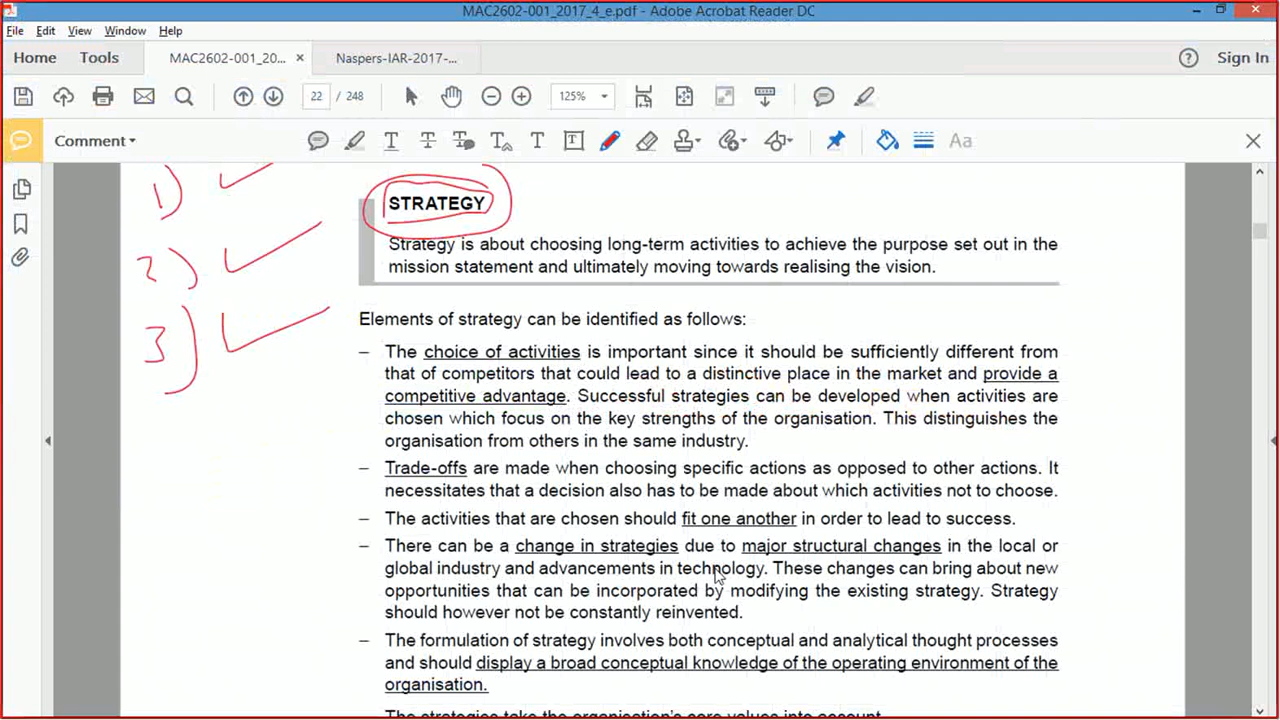 MAC2602-001_2017_4_e.pdf - Adobe Acrobat Reader DC
File Edit View Window Help
Home Tools MAC2602-001_20... × Naspers-IAR-2017-... ? Sign In
22 / 248 125%
Comment
1)
2)
3)
STRATEGY
Strategy is about choosing long-term activities to achieve the purpose set out in the
mission statement and ultimately moving towards realising the vision.
Elements of strategy can be identified as follows:
– The choice of activities is important since it should be sufficiently different from
that of competitors that could lead to a distinctive place in the market and provide a
competitive advantage. Successful strategies can be developed when activities are
chosen which focus on the key strengths of the organisation. This distinguishes the
organisation from others in the same industry.
– Trade-offs are made when choosing specific actions as opposed to other actions. It
necessitates that a decision also has to be made about which activities not to choose.
– The activities that are chosen should fit one another in order to lead to success.
– There can be a change in strategies due to major structural changes in the local or
global industry and advancements in technology. These changes can bring about new
opportunities that can be incorporated by modifying the existing strategy. Strategy
should however not be constantly reinvented.
– The formulation of strategy involves both conceptual and analytical thought processes
and should display a broad conceptual knowledge of the operating environment of the
organisation.
The strategies take the organisation's core values into account